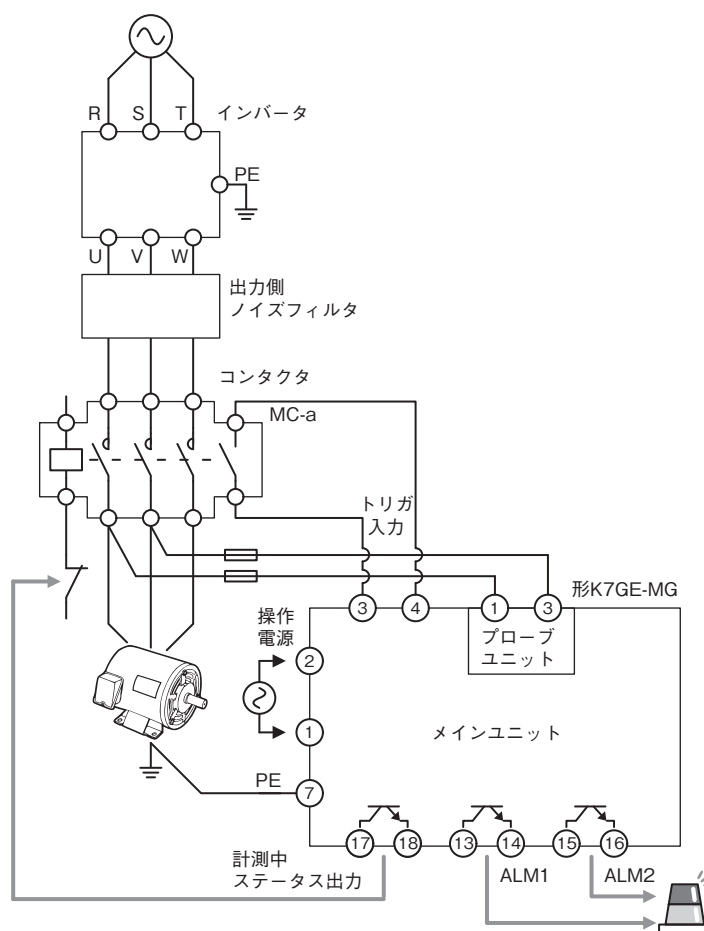 R S T インバータ
PE
U V W
出力側
ノイズフィルタ
コンタクタ
MC-a
トリガ
入力
形K7GE-MG
3 4 1 3
操作
電源
プローブ
ユニット
2
1
メインユニット
PE 7
17 18 13 14 15 16
計測中
ステータス出力
ALM1 ALM2